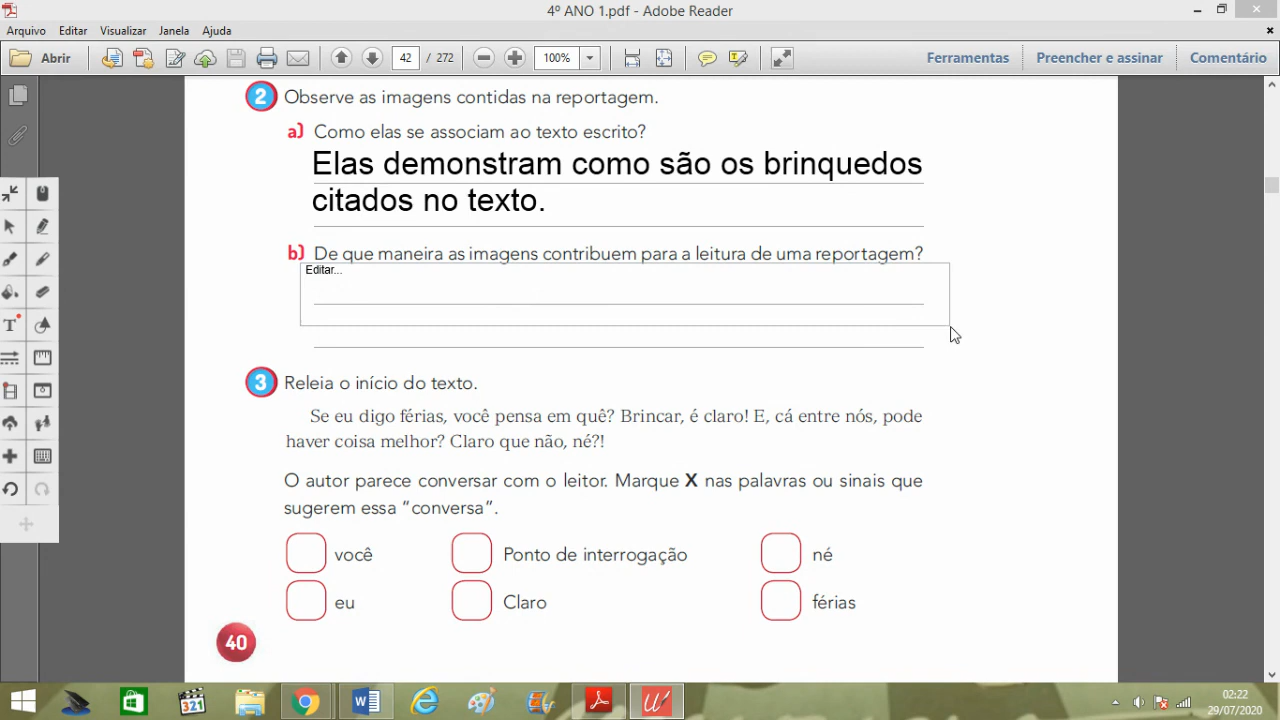 4º ANO 1.pdf - Adobe Reader
Arquivo Editar Visualizar Janela Ajuda
Abrir 42 / 272 100% Ferramentas Preencher e assinar Comentário
2 Observe as imagens contidas na reportagem.
a) Como elas se associam ao texto escrito?
Elas demonstram como são os brinquedos
citados no texto.
b) De que maneira as imagens contribuem para a leitura de uma reportagem?
Editar...
3 Releia o início do texto.
Se eu digo férias, você pensa em quê? Brincar, é claro! E, cá entre nós, pode
haver coisa melhor? Claro que não, né?!
O autor parece conversar com o leitor. Marque X nas palavras ou sinais que
sugerem essa “conversa”.
você Ponto de interrogação né
eu Claro férias
40
321
02:22
29/07/2020